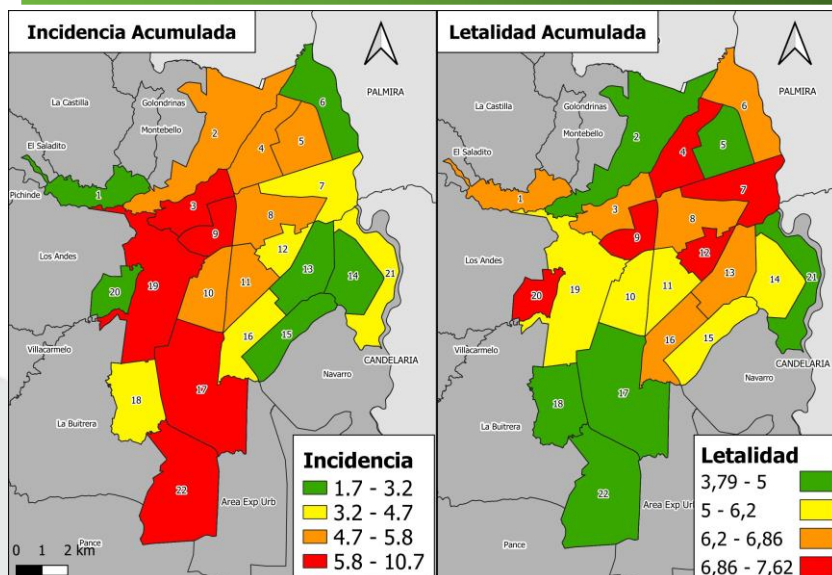 Incidencia Acumulada
La Castilla
Golondrinas
Montebello
El Saladito
Pichinde
Los Andes
Villacarmelo
La Buitrera
Pance
PALMIRA
CANDELARIA
Navarro
Area Exp Urb
1
2
3
4
5
6
7
8
9
10
11
12
13
14
15
16
17
18
19
20
21
22
Incidencia
1.7 - 3.2
3.2 - 4.7
4.7 - 5.8
5.8 - 10.7
0 1 2 km
Letalidad Acumulada
La Castilla
Golondrinas
Montebello
El Saladito
Pichinde
Los Andes
Villacarmelo
La Buitrera
Pance
PALMIRA
CANDELARIA
Navarro
Area Exp Urb
1
2
3
4
5
6
7
8
9
10
11
12
13
14
15
16
17
18
19
20
21
22
Letalidad
3,79 - 5
5 - 6,2
6,2 - 6,86
6,86 - 7,62